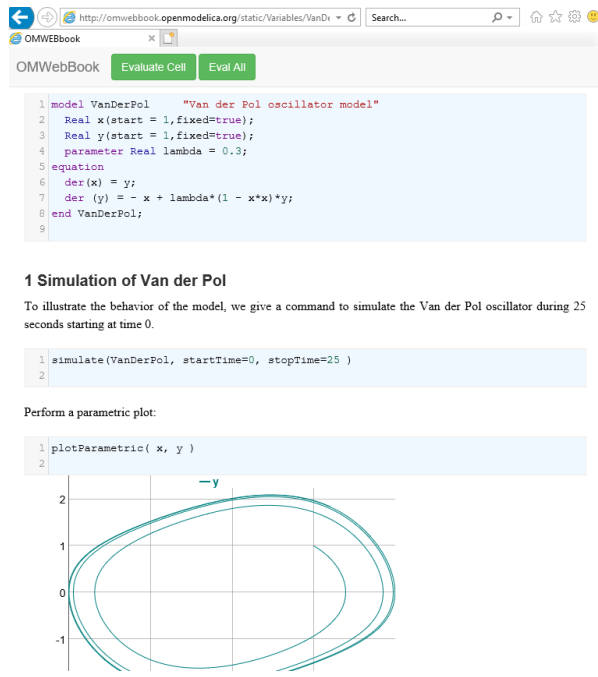 http://omwebbook.openmodelica.org/static/Variables/VanDe
Search...
OMWEBbook
OMWebBook Evaluate Cell Eval All
1 model VanDerPol "Van der Pol oscillator model"
2 Real x(start = 1,fixed=true);
3 Real y(start = 1,fixed=true);
4 parameter Real lambda = 0.3;
5 equation
6 der(x) = y;
7 der (y) = - x + lambda*(1 - x*x)*y;
8 end VanDerPol;
9
1 Simulation of Van der Pol
To illustrate the behavior of the model, we give a command to simulate the Van der Pol oscillator during 25
seconds starting at time 0.
1 simulate(VanDerPol, startTime=0, stopTime=25 )
2
Perform a parametric plot:
1 plotParametric( x, y )
2
y
2
1
0
-1